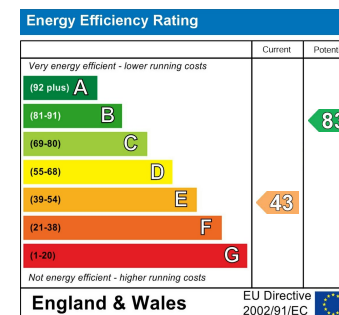 Energy Efficiency Rating
Current Potent
Very energy efficient - lower running costs
(92 plus) A
(81-91) B
83
(69-80) C
(55-68) D
(39-54) E
43
(21-38) F
(1-20) G
Not energy efficient - higher running costs
England & Wales
EU Directive
2002/91/EC